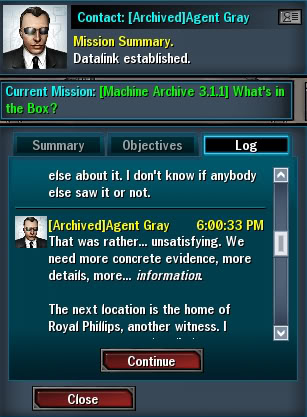 Contact: [Archived]Agent Gray
Mission Summary.
Datalink established.
Current Mission: [Machine Archive 3.1.1] What's in
the Box?
Summary
Objectives
Log
else about it. I don't know if anybody
else saw it or not.
[Archived]Agent Gray 6:00:33 PM
That was rather... unsatisfying. We
need more concrete evidence, more
details, more... information.
The next location is the home of
Royal Phillips, another witness. I
Continue
Close